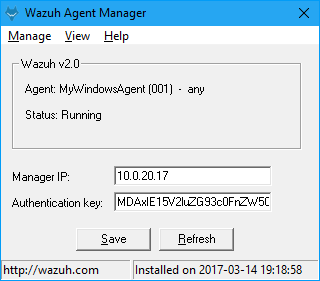 Wazuh Agent Manager
Manage View Help
Wazuh v2.0
Agent: MyWindowsAgent (001) - any
Status: Running
Manager IP: 10.0.20.17
Authentication key: MDAxIE15V2luZG93c0FnZW50
Save Refresh
http://wazuh.com Installed on 2017-03-14 19:18:58